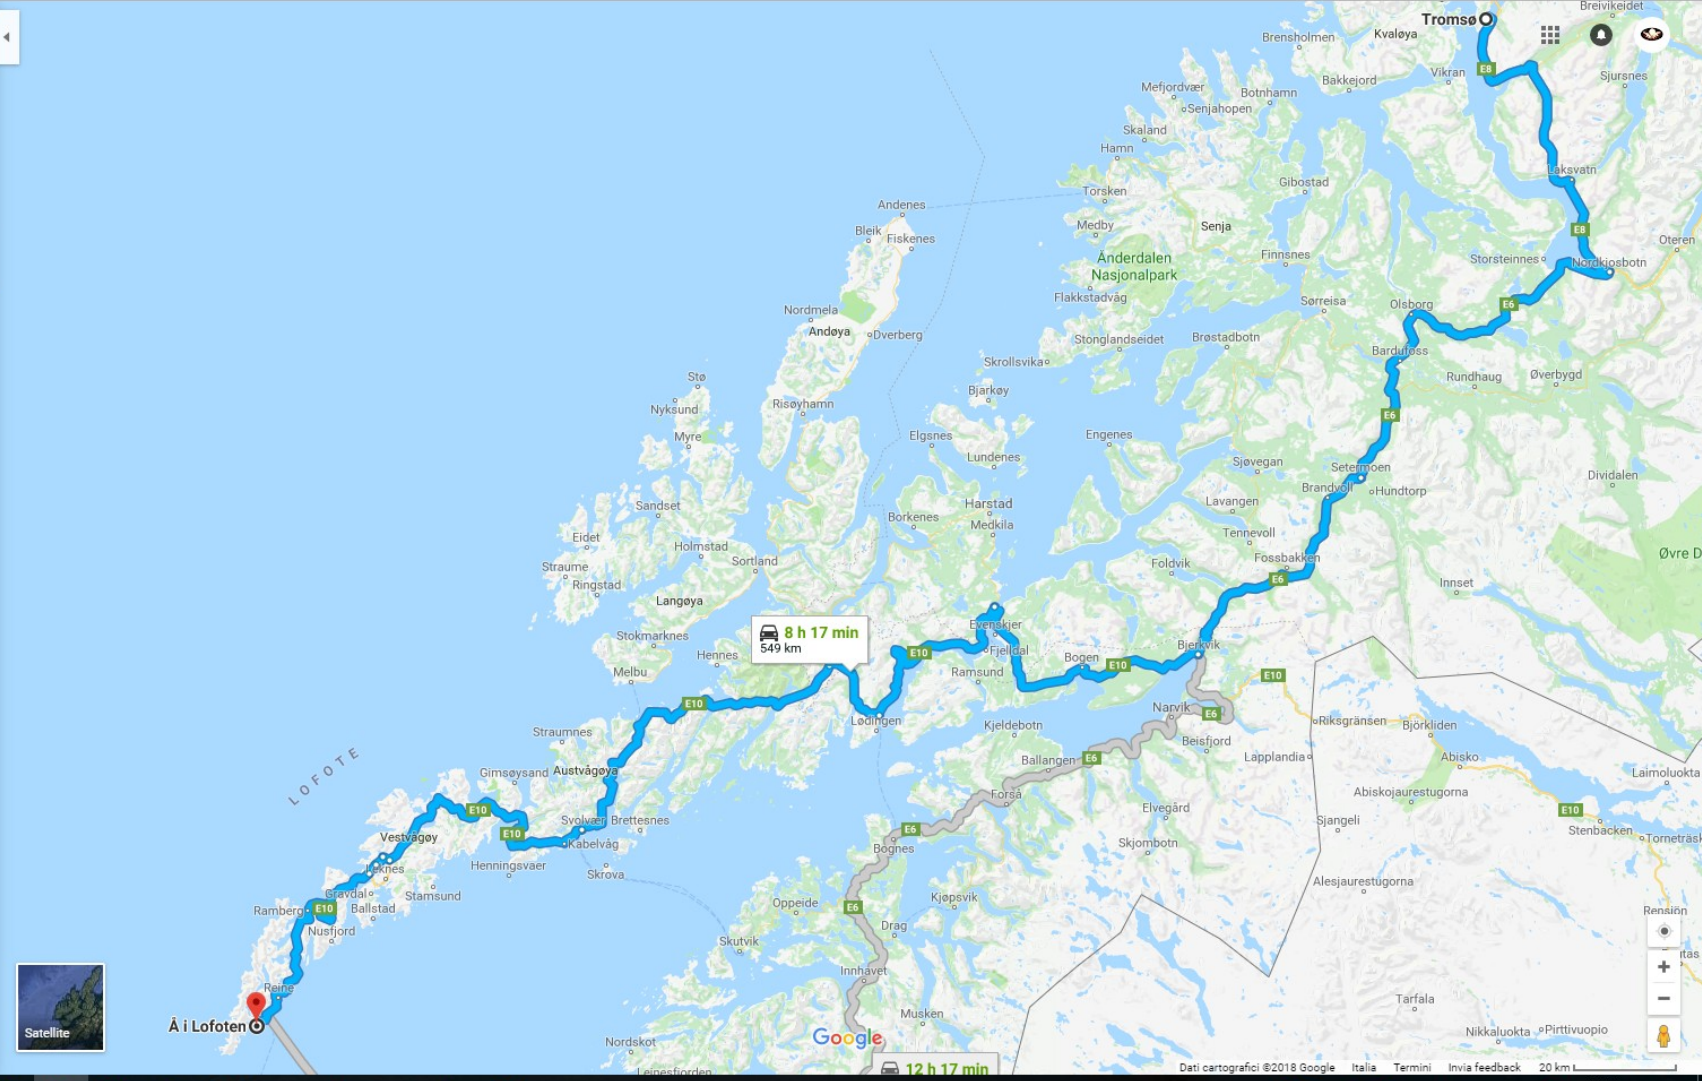 Breivikeidet
Tromsø
Kvaløya
Brensholmen
E8
Vikran
Sjursnes
Bakkejord
Mefjordvær
Botnhamn
Senjahopen
Skaland
Hamn
Laksvatn
Gibostad
Torsken
Andenes
Medby
Senja
Bleik
Fiskenes
E8
Oteren
Ånderdalen
Nasjonalpark
Finnsnes
Storsteinnes
Nordkjosbotn
Flakkstadvåg
Sørreisa
Olsborg
E6
Nordmela
Andøya
Dverberg
Stonglandseidet
Brøstadbotn
Bardufoss
Skrollsvika
Rundhaug
Øverbygd
Stø
Bjarkøy
Nyksund
Risøyhamn
E6
Myre
Elgsnes
Engenes
Lundenes
Sjøvegan
Setermoen
Dividalen
Brandvoll
Hundtorp
Sandset
Harstad
Lavangen
Borkenes
Medkila
Tennevoll
Eidet
Holmstad
Sortland
Foldvik
Fossbakken
Øvre D
Straume
Ringstad
E6
Innset
Langøya
Evenskjer
Stokmarknes
8 h 17 min
549 km
Bjerkvik
Hennes
E10
Fjelldal
Bogen
E10
Melbu
Ramsund
E10
E10
Narvik
E6
Lødingen
Riksgränsen
Kjeldebotn
Björkliden
Straumnes
Beisfjord
Lapplandia
Abisko
Ballangen
E6
LOFOTE
Gimsøysand
Austvågøya
Laimoluokta
Forså
Abiskojaurestugorna
E10
Elvegård
E10
Svolvær
Brettesnes
Sjangeli
E10
E6
Stenbacken
Vestvågøy
Kabelvåg
Bognes
Skjombotn
Torneträsk
Henningsvaer
Leknes
Skrova
Alesjaurestugorna
Gravdal
Stamsund
Kjøpsvik
Oppeide
E6
Ramberg
E10
Ballstad
Rensjön
Nusfjord
Drag
Skutvik
Innhavet
Reine
Tarfala
Musken
Å i Lofoten
Satellite
Google
Nordskot
Nikkaluokta
Pirttivuopio
Leinesfjorden
12 h 17 min
Dati cartografici ©2018 Google
Italia
Termini
Invia feedback
20 km